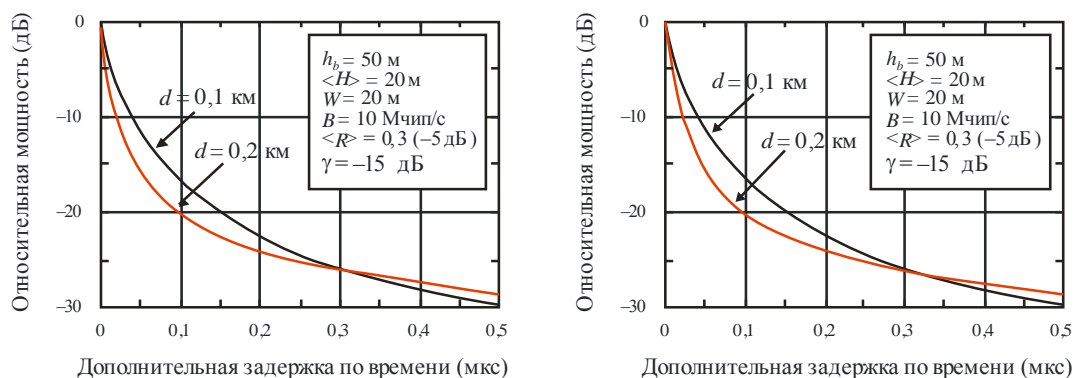 Относительная мощность (дБ)
0
–10
–20
–30
d = 0,1 км
d = 0,2 км
h_b = 50 м
<H> = 20 м
W = 20 м
B = 10 Мчип/с
<R> = 0,3 (–5 дБ)
γ = –15 дБ
0 0,1 0,2 0,3 0,4 0,5
Дополнительная задержка по времени (мкс)
Относительная мощность (дБ)
0
–10
–20
–30
d = 0,1 км
d = 0,2 км
h_b = 50 м
<H> = 20 м
W = 20 м
B = 10 Мчип/с
<R> = 0,3 (–5 дБ)
γ = –15 дБ
0 0,1 0,2 0,3 0,4 0,5
Дополнительная задержка по времени (мкс)